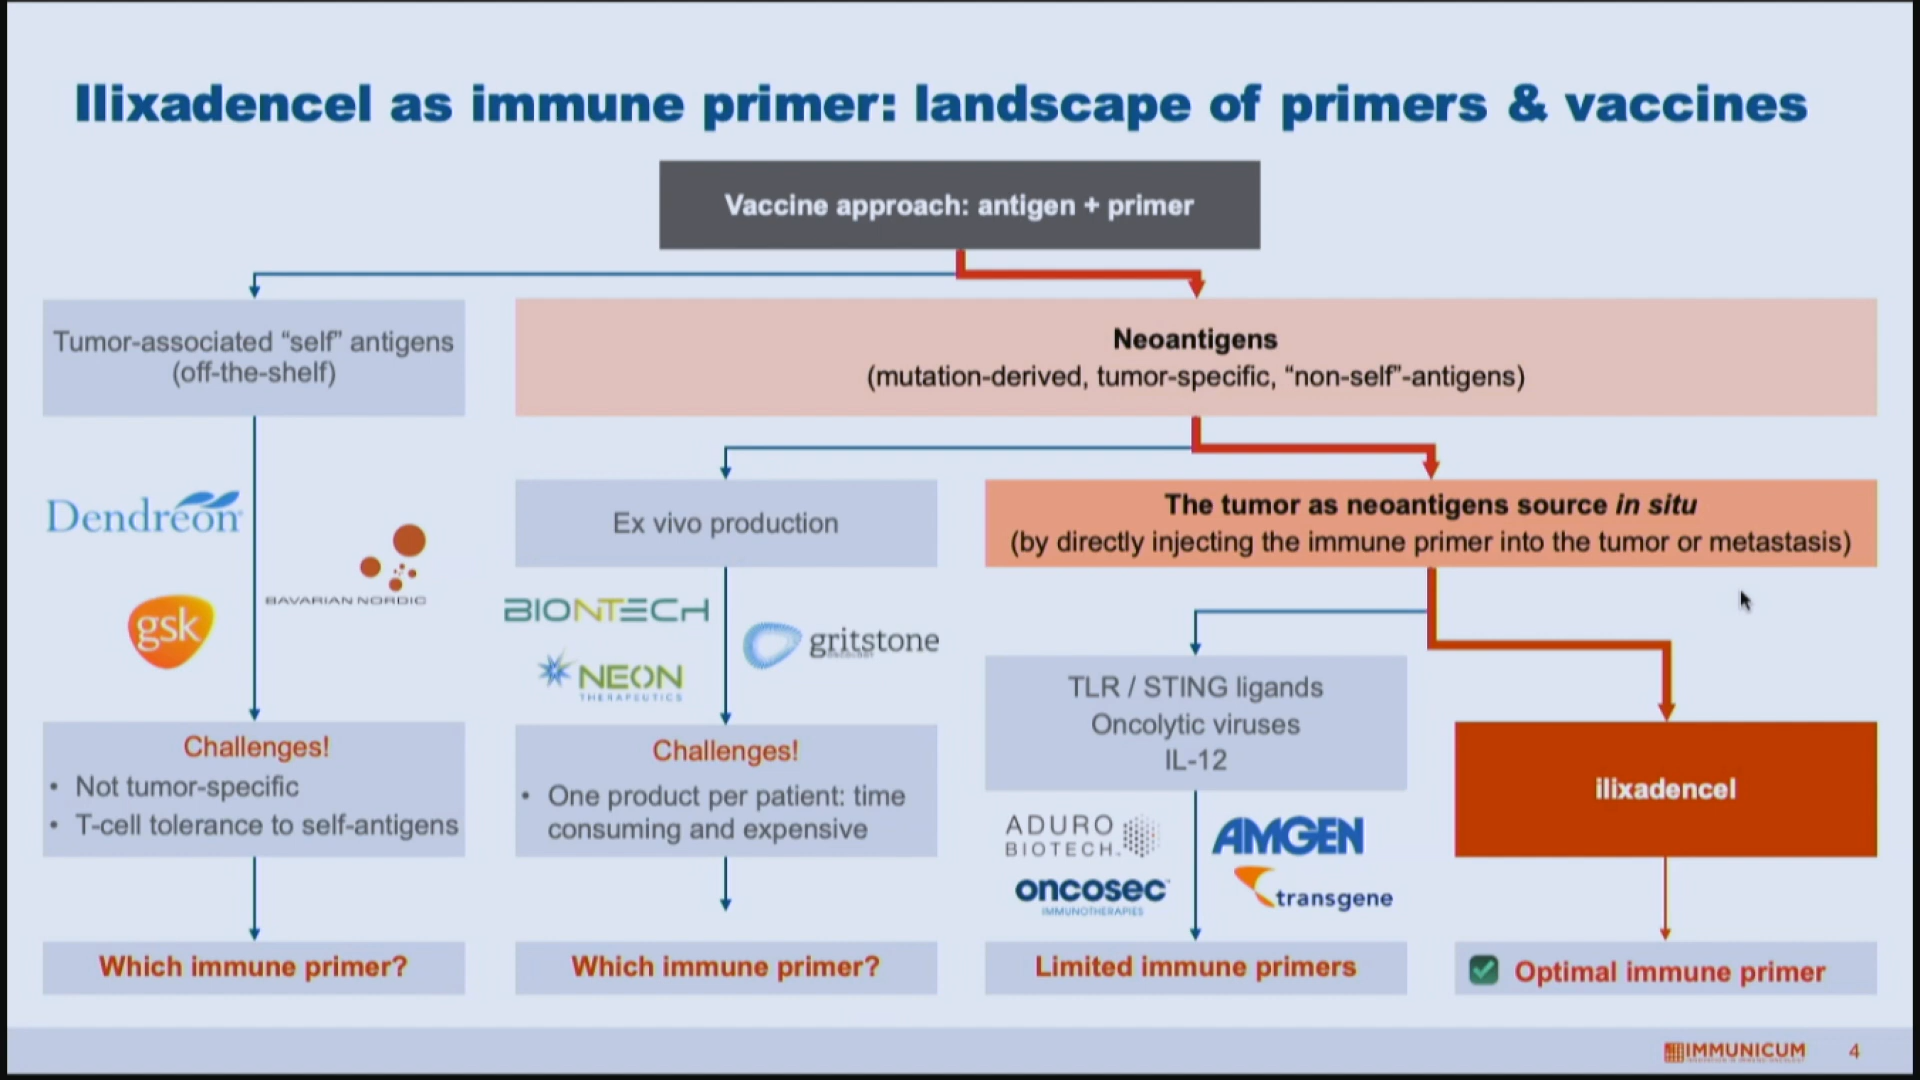 Ilixadencel as immune primer: landscape of primers & vaccines
Vaccine approach: antigen + primer
Tumor-associated “self” antigens
(off-the-shelf)
Neoantigens
(mutation-derived, tumor-specific, “non-self”-antigens)
Ex vivo production
The tumor as neoantigens source in situ
(by directly injecting the immune primer into the tumor or metastasis)
Dendreon
BAVARIAN NORDIC
gsk
BIONTECH
NEON
THERAPEUTICS
gritstone
TLR / STING ligands
Oncolytic viruses
IL-12
ilixadencel
Challenges!
• Not tumor-specific
• T-cell tolerance to self-antigens
Challenges!
• One product per patient: time
consuming and expensive
ADURO
BIOTECH
AMGEN
oncosec
IMMUNOTHERAPIES
transgene
Which immune primer?
Which immune primer?
Limited immune primers
Optimal immune primer
IMMUNICUM
4